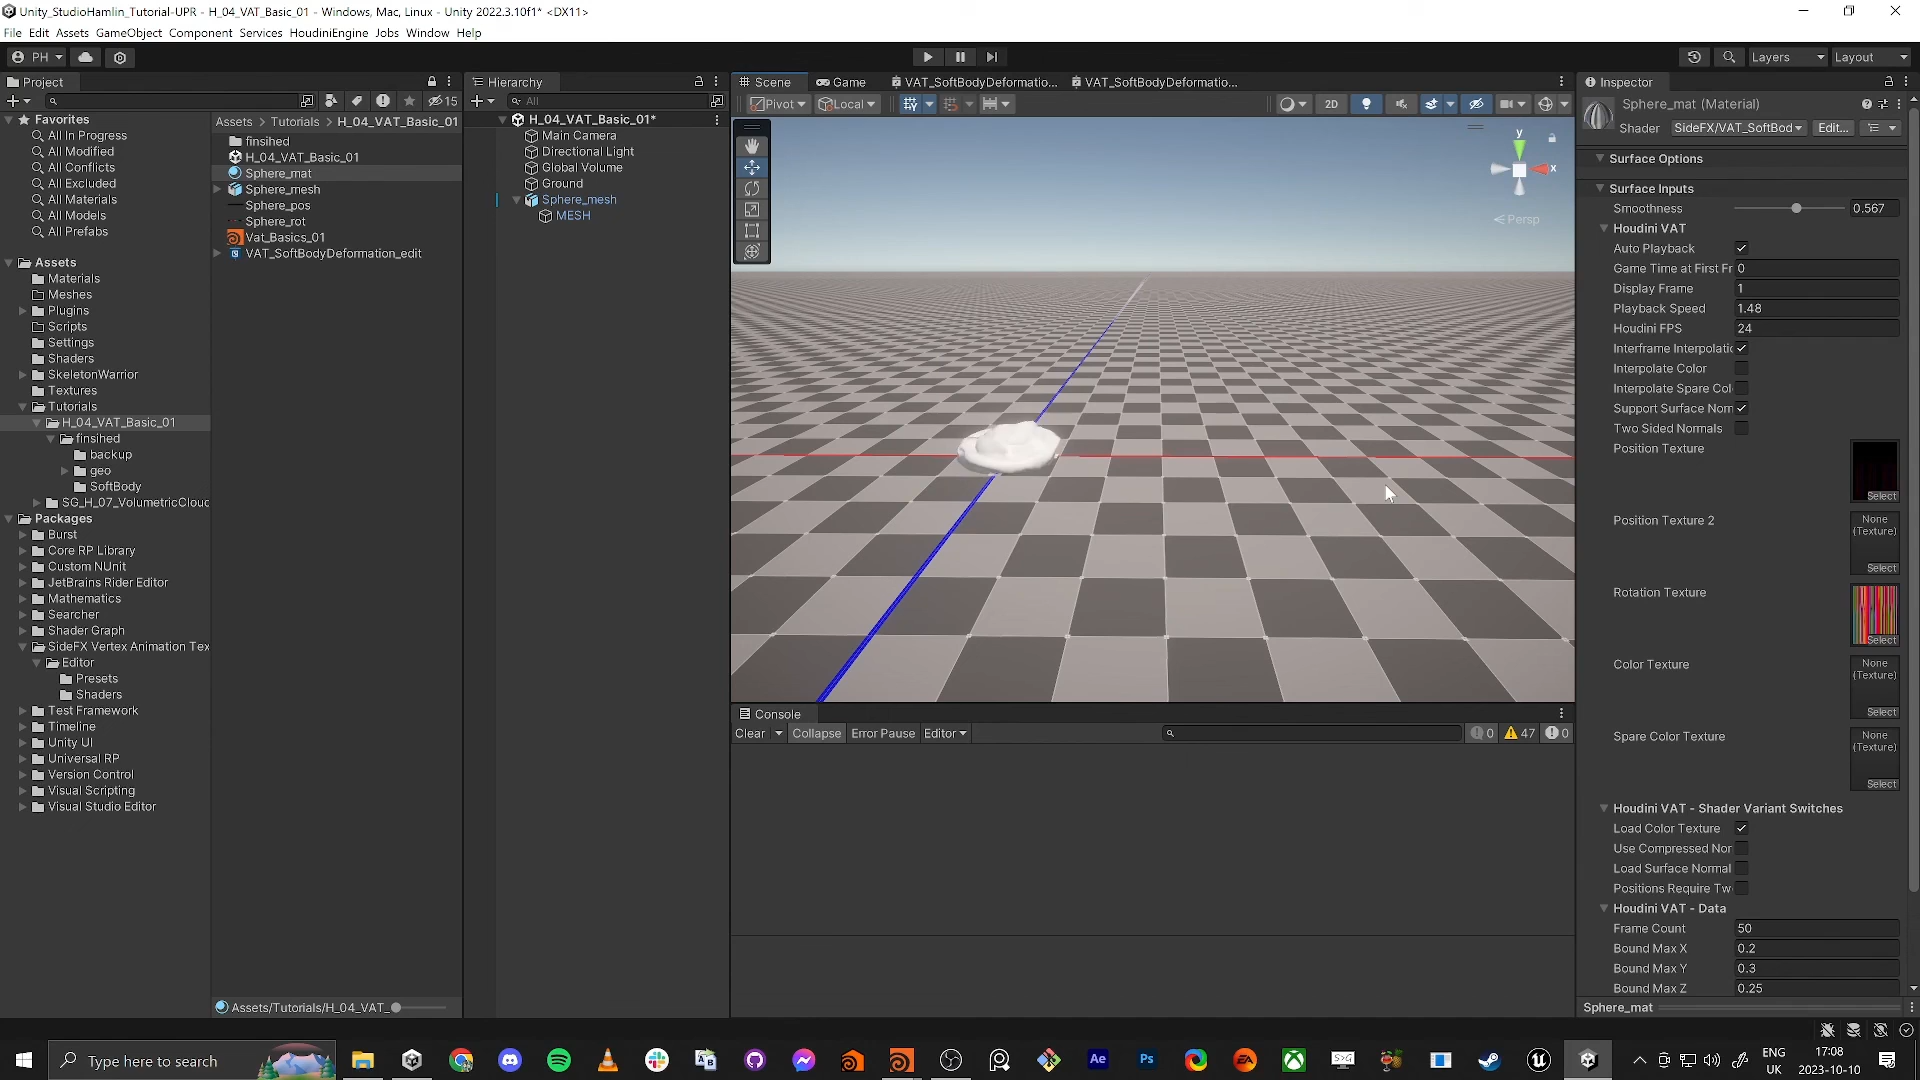 Unity_StudioHamlin_Tutorial-UPR - H_04_VAT_Basic_01 - Windows, Mac, Linux - Unity 2022.3.10f1* <DX11>
File Edit Assets GameObject Component Services HoudiniEngine Jobs Window Help
PH
Layers
Layout
Project
15
Favorites
All In Progress
All Modified
All Conflicts
All Excluded
All Materials
All Models
All Prefabs
Assets
Materials
Meshes
Plugins
Scripts
Settings
Shaders
SkeletonWarrior
Textures
Tutorials
H_04_VAT_Basic_01
finsihed
backup
geo
SoftBody
SG_H_07_VolumetricClouc
Packages
Burst
Core RP Library
Custom NUnit
JetBrains Rider Editor
Mathematics
Searcher
Shader Graph
SideFX Vertex Animation Tex
Editor
Presets
Shaders
Test Framework
Timeline
Unity UI
Universal RP
Version Control
Visual Scripting
Visual Studio Editor
Assets > Tutorials > H_04_VAT_Basic_01
finsihed
H_04_VAT_Basic_01
Sphere_mat
Sphere_mesh
Sphere_pos
Sphere_rot
Vat_Basics_01
VAT_SoftBodyDeformation_edit
Assets/Tutorials/H_04_VAT_
Hierarchy
All
H_04_VAT_Basic_01*
Main Camera
Directional Light
Global Volume
Ground
Sphere_mesh
MESH
Scene
Game
VAT_SoftBodyDeformatio...
VAT_SoftBodyDeformatio...
Pivot
Local
2D
y
x
Persp
Console
Clear
Collapse
Error Pause
Editor
0
47
0
Inspector
Sphere_mat (Material)
Shader SideFX/VAT_SoftBod Edit...
Surface Options
Surface Inputs
Smoothness 0.567
Houdini VAT
Auto Playback
Game Time at First Fr 0
Display Frame 1
Playback Speed 1.48
Houdini FPS 24
Interframe Interpolatic
Interpolate Color
Interpolate Spare Col
Support Surface Norn
Two Sided Normals
Position Texture
Select
Position Texture 2
None
(Texture)
Select
Rotation Texture
Select
Color Texture
None
(Texture)
Select
Spare Color Texture
None
(Texture)
Select
Houdini VAT - Shader Variant Switches
Load Color Texture
Use Compressed Nor
Load Surface Normal
Positions Require Tw
Houdini VAT - Data
Frame Count 50
Bound Max X 0.2
Bound Max Y 0.3
Bound Max Z 0.25
Sphere_mat
Type here to search
Ae
Ps
EA
ENG
UK
17:08
2023-10-10